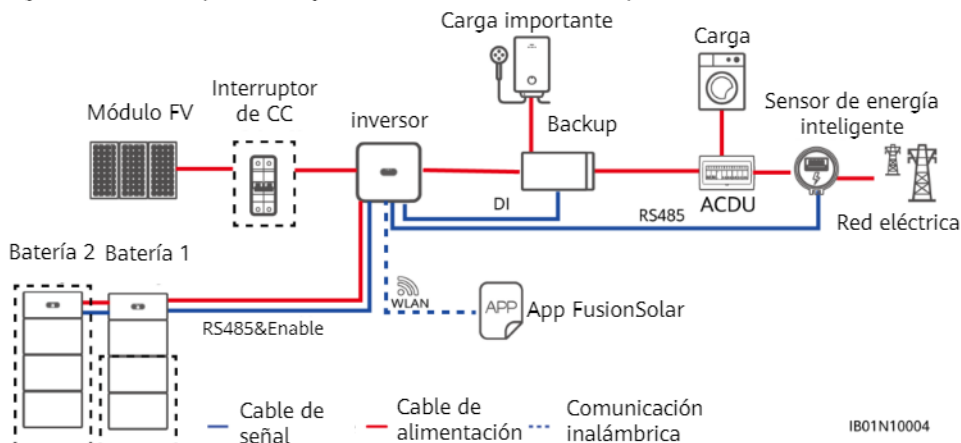 Carga importante
Carga
Interruptor
de CC
Módulo FV
inversor
Backup
Sensor de energía
inteligente
DI
RS485
ACDU
Red eléctrica
Batería 2
Batería 1
WLAN
APP
App FusionSolar
RS485&Enable
Cable de
señal
Cable de
alimentación
Comunicación
inalámbrica
IB01N10004